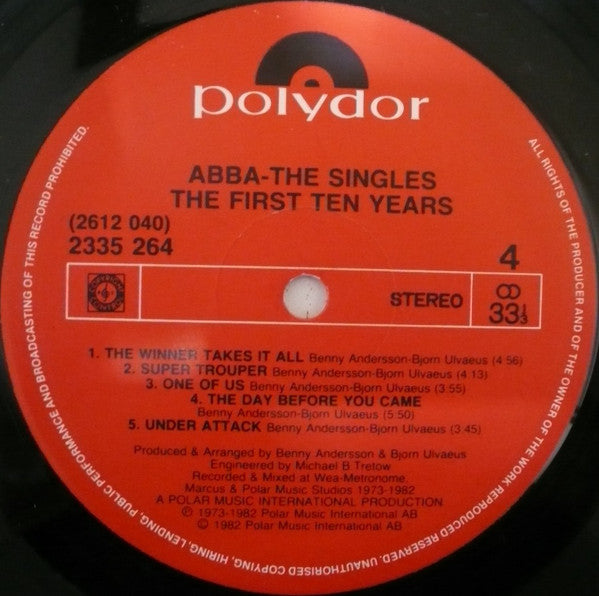 polydor
ABBA-THE SINGLES
THE FIRST TEN YEARS
(2612 040)
2335 264
4
COPYRIGHT CONTROL
STEREO
33⅓
1. THE WINNER TAKES IT ALL Benny Andersson-Bjorn Ulvaeus (4:56)
2. SUPER TROUPER Benny Andersson-Bjorn Ulvaeus (4.13)
3. ONE OF US Benny Andersson-Bjorn Ulvaeus (3:55)
4. THE DAY BEFORE YOU CAME
Benny Andersson-Bjorn Ulvaeus (5:50)
5. UNDER ATTACK Benny Andersson-Bjorn Ulvaeus (3.45)
Produced & Arranged by Benny Andersson & Bjorn Ulvaeus
Engineered by Michael B Tretow
Recorded & Mixed at Wea-Metronome.
Marcus & Polar Music Studios 1973-1982
A POLAR MUSIC INTERNATIONAL PRODUCTION
℗ 1973-1982 Polar Music International AB
© 1982 Polar Music International AB
ALL RIGHTS OF THE PRODUCER AND OF THE OWNER OF THE WORK REPRODUCED RESERVED. UNAUTHORISED COPYING, HIRING, LENDING, PUBLIC PERFORMANCE AND BROADCASTING OF THIS RECORD PROHIBITED.